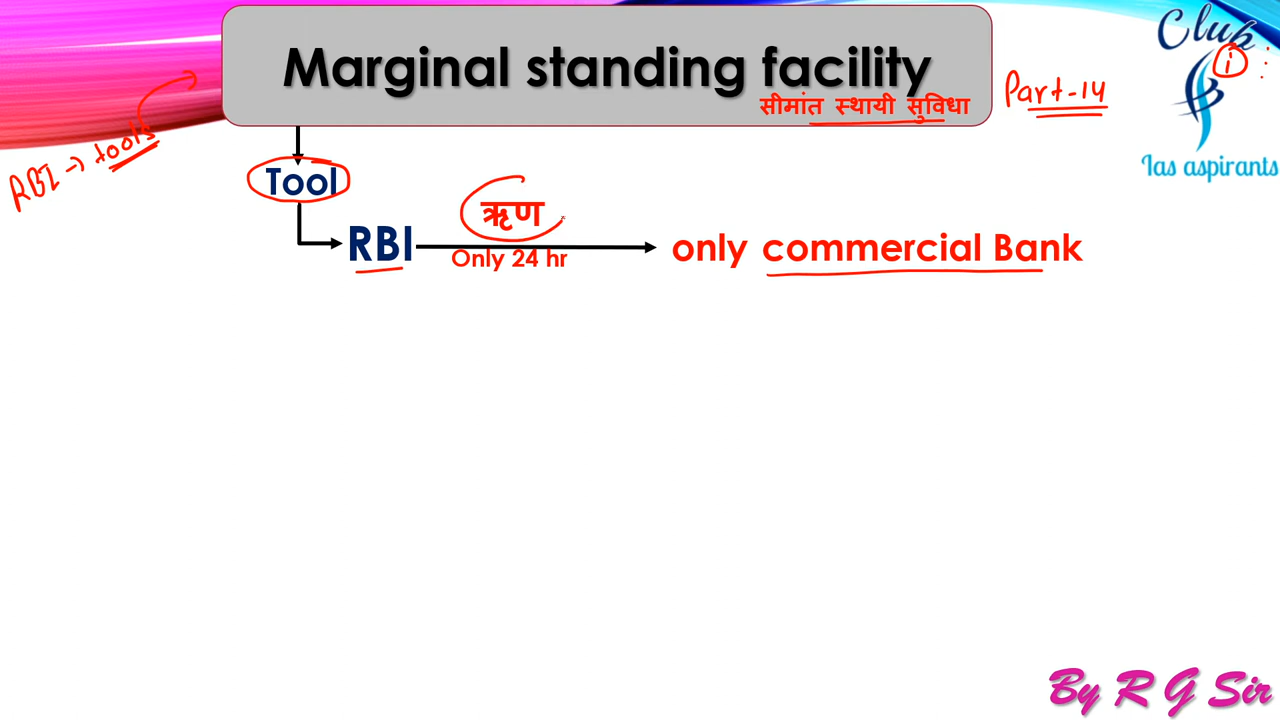 Marginal standing facility
सीमांत स्थायी सुविधा
Part-14
Club
i
Ias aspirants
RBI → tools
Tool
RBI
ऋण
Only 24 hr
only commercial Bank
By R G Sir